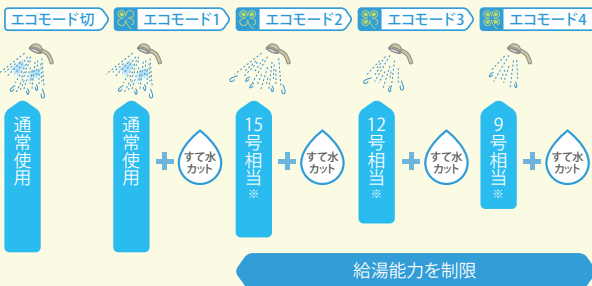 エコモード切
エコモード1
エコモード2
エコモード3
エコモード4
通常使用
通常使用
すて水
カット
15号相当※
すて水
カット
12号相当※
すて水
カット
9号相当※
すて水
カット
給湯能力を制限